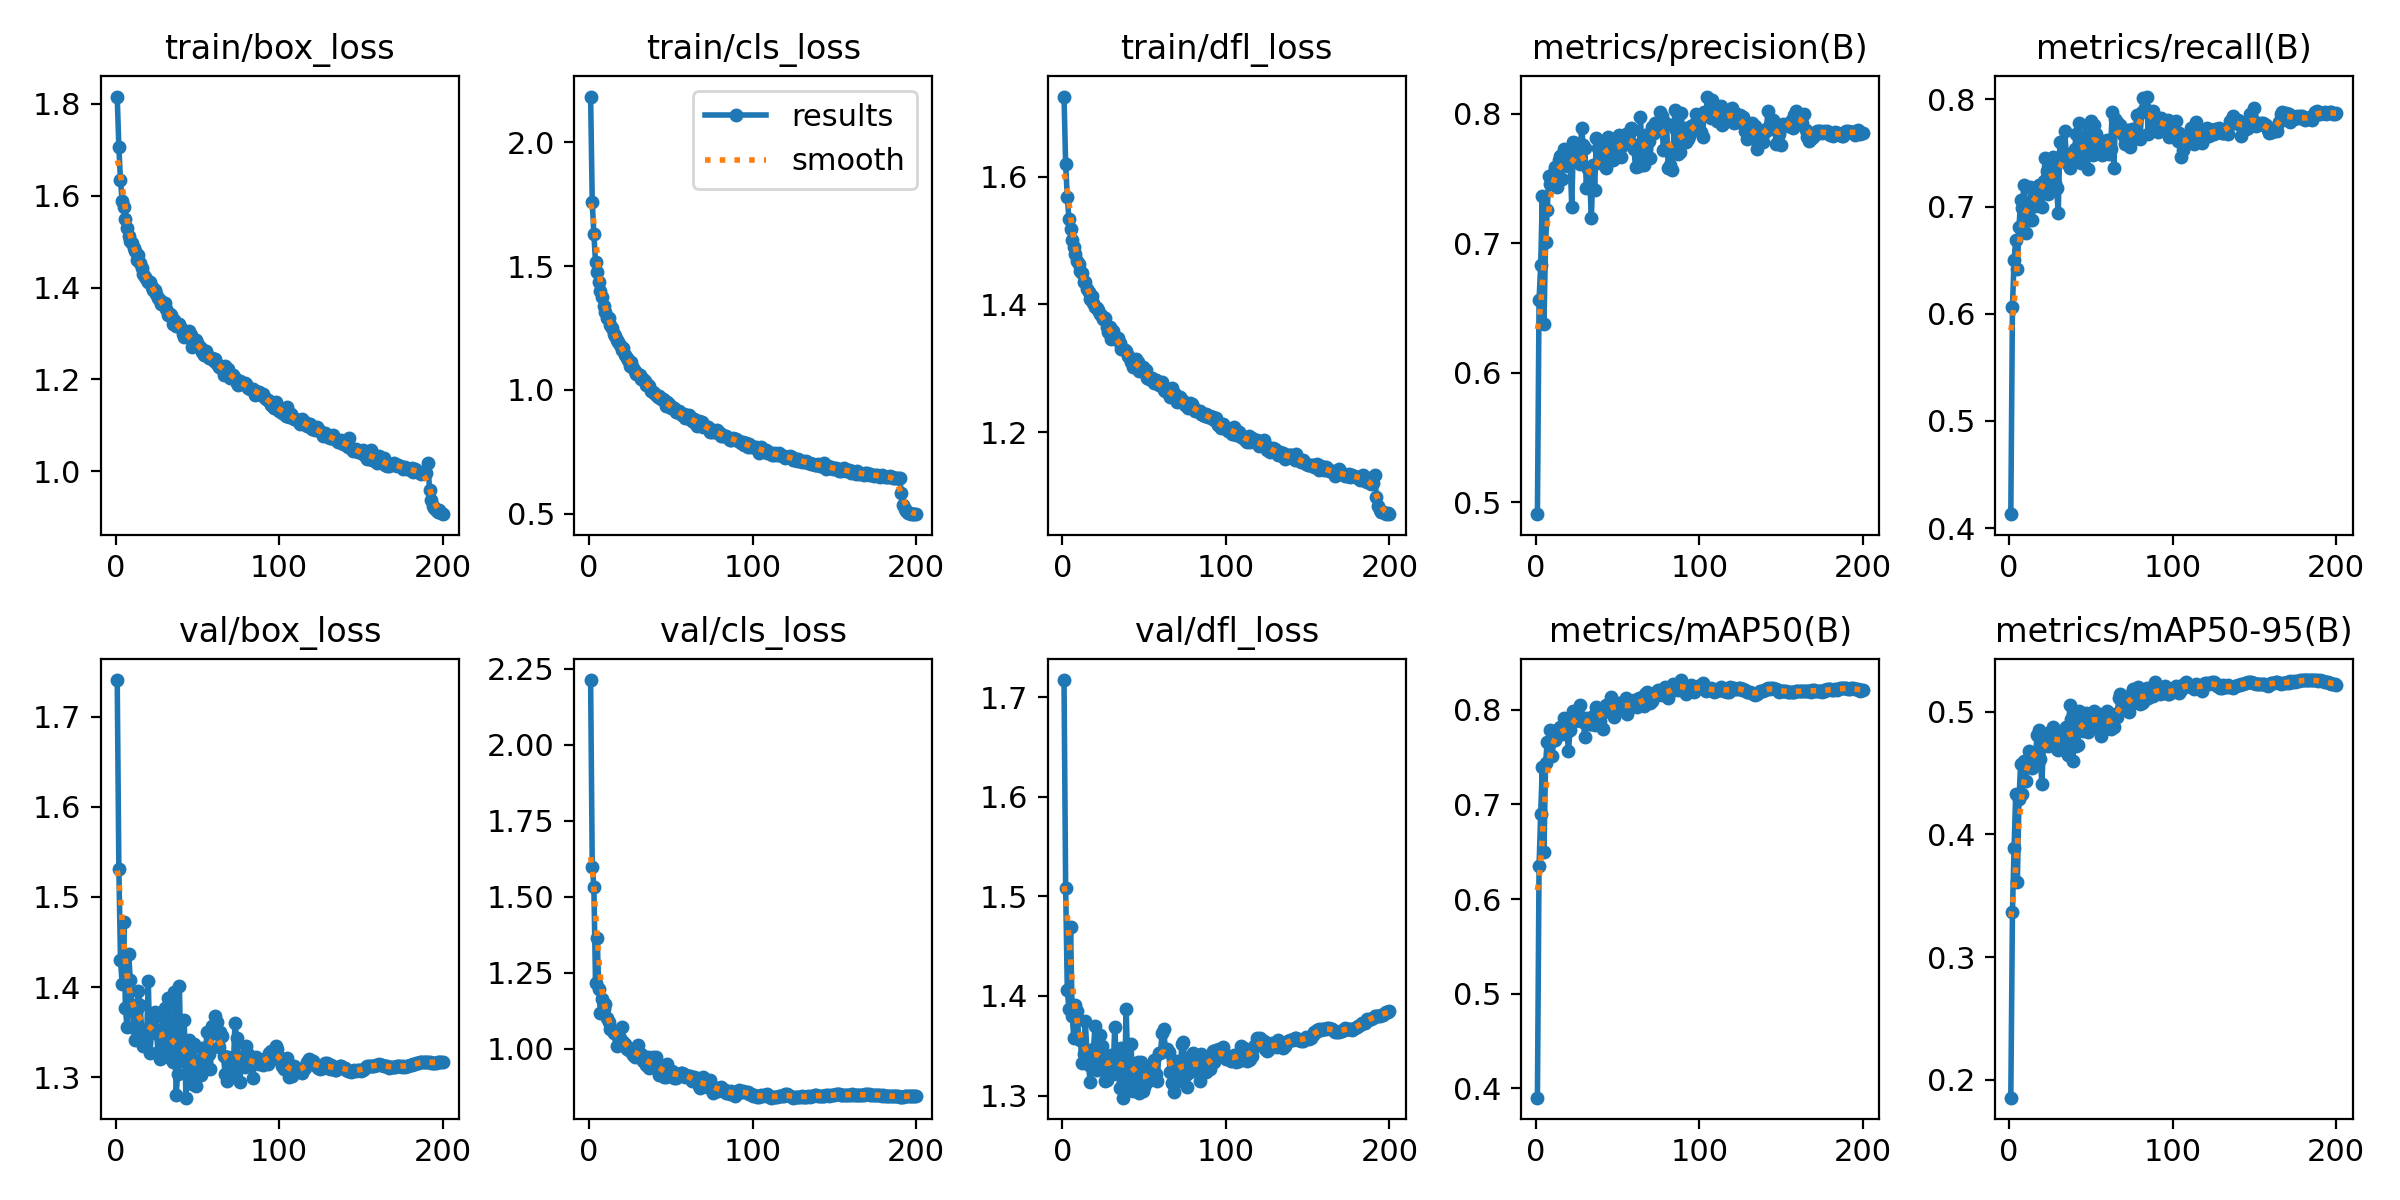 train/box_loss
1.8
1.6
1.4
1.2
1.0
0 100 200
train/cls_loss
results
smooth
2.0
1.5
1.0
0.5
0 100 200
train/dfl_loss
1.6
1.4
1.2
0 100 200
metrics/precision(B)
0.8
0.7
0.6
0.5
0 100 200
metrics/recall(B)
0.8
0.7
0.6
0.5
0.4
0 100 200
val/box_loss
1.7
1.6
1.5
1.4
1.3
0 100 200
val/cls_loss
2.25
2.00
1.75
1.50
1.25
1.00
0 100 200
val/dfl_loss
1.7
1.6
1.5
1.4
1.3
0 100 200
metrics/mAP50(B)
0.8
0.7
0.6
0.5
0.4
0 100 200
metrics/mAP50-95(B)
0.5
0.4
0.3
0.2
0 100 200